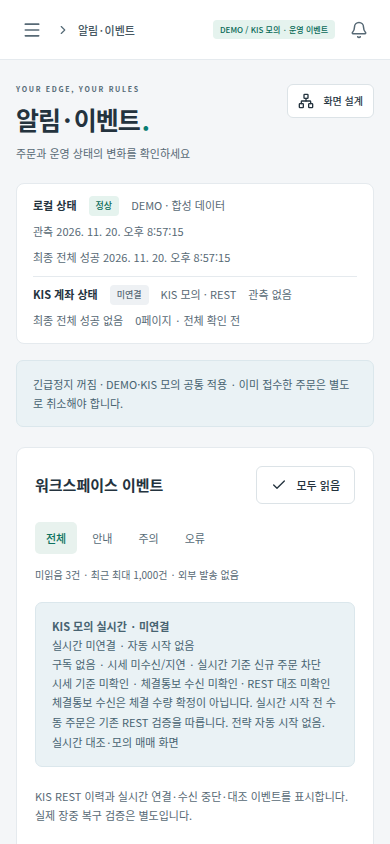 알림·이벤트
DEMO / KIS 모의 · 운영 이벤트
YOUR EDGE, YOUR RULES
알림·이벤트.
화면 설계
주문과 운영 상태의 변화를 확인하세요
로컬 상태 정상 DEMO · 합성 데이터
관측 2026. 11. 20. 오후 8:57:15
최종 전체 성공 2026. 11. 20. 오후 8:57:15
KIS 계좌 상태 미연결 KIS 모의 · REST 관측 없음
최종 전체 성공 없음 0페이지 · 전체 확인 전
긴급정지 꺼짐 · DEMO·KIS 모의 공통 적용 · 이미 접수한 주문은 별도
로 취소해야 합니다.
워크스페이스 이벤트
모두 읽음
전체 안내 주의 오류
미읽음 3건 · 최근 최대 1,000건 · 외부 발송 없음
KIS 모의 실시간 · 미연결
실시간 미연결 · 자동 시작 없음
구독 없음 · 시세 미수신/지연 · 실시간 기준 신규 주문 차단
시세 기준 미확인 · 체결통보 수신 미확인 · REST 대조 미확인
체결통보 수신은 체결 수량 확정이 아닙니다. 실시간 시작 전 수
동 주문은 기존 REST 검증을 따릅니다. 전략 자동 시작 없음.
실시간 대조·모의 매매 화면
KIS REST 이력과 실시간 연결·수신 중단·대조 이벤트를 표시합니다.
실제 장중 복구 검증은 별도입니다.